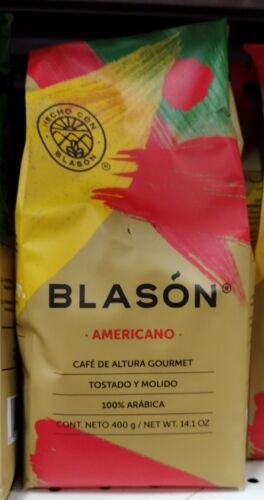 HECHO CON
BLASÓN
®
BLASÓN®
· AMERICANO ·
CAFÉ DE ALTURA GOURMET
TOSTADO Y MOLIDO
100% ARÁBICA
CONT. NETO 400 g / NET WT. 14.1 OZ